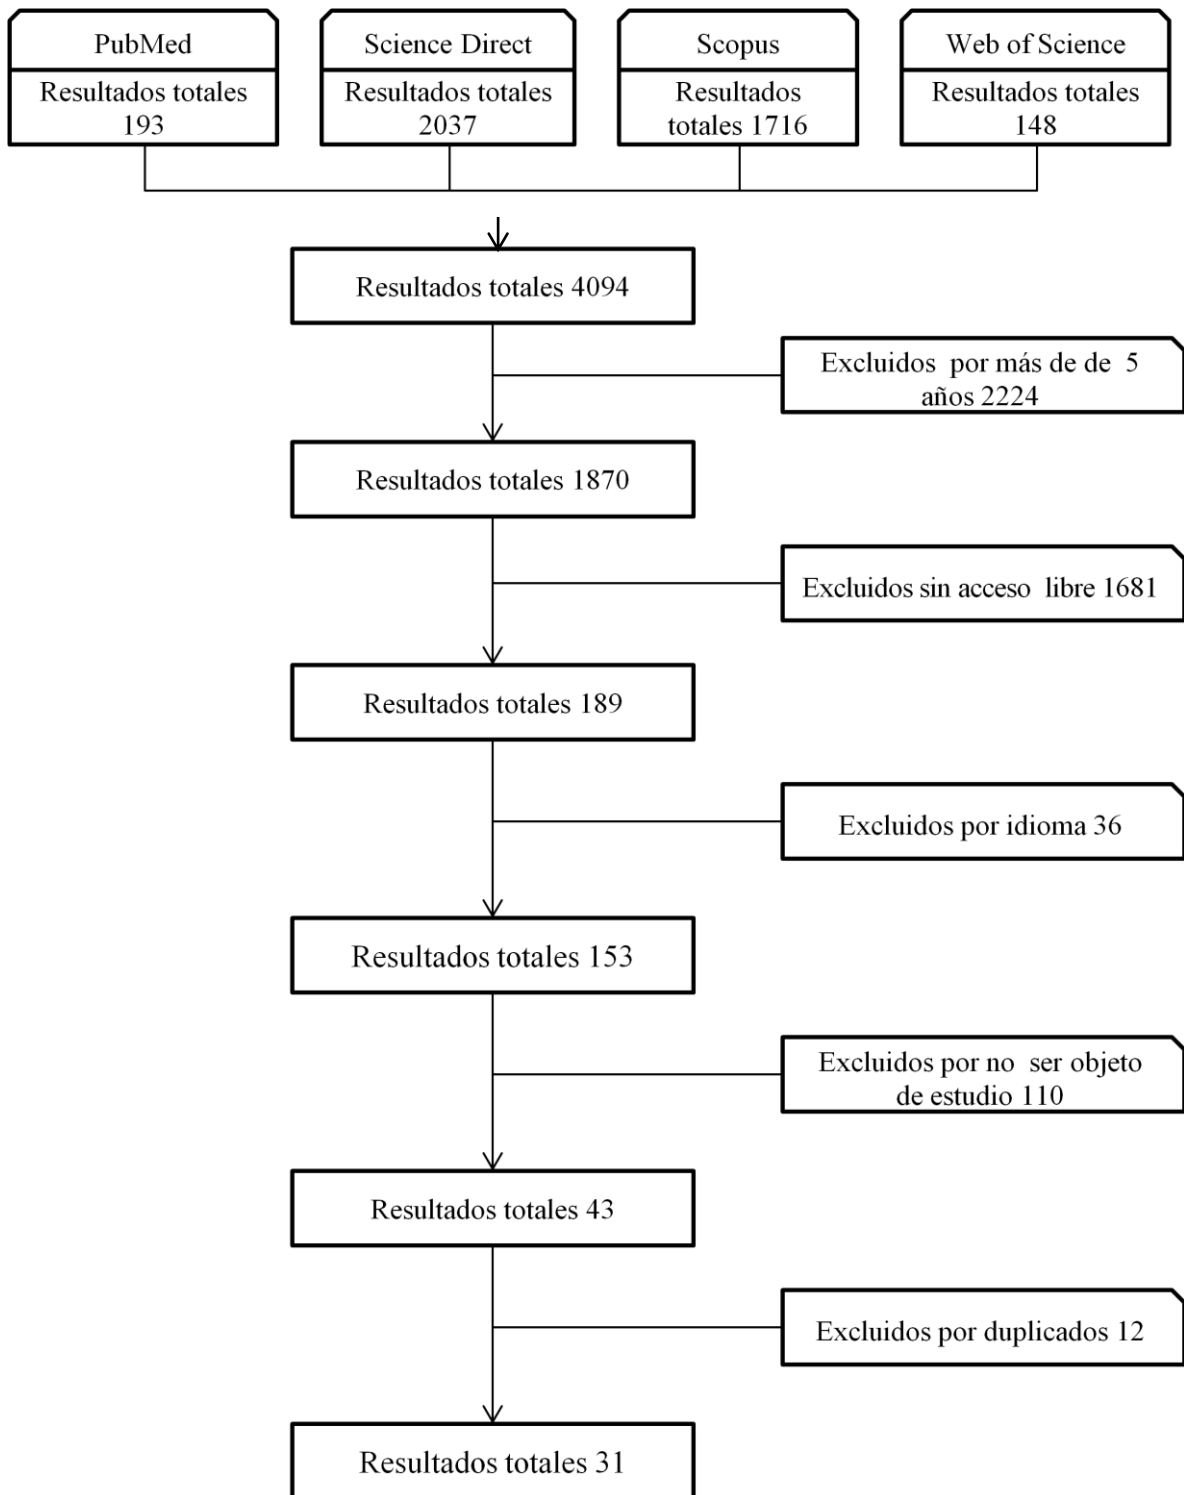 PubMed
Resultados totales
193
Science Direct
Resultados totales
2037
Scopus
Resultados
totales 1716
Web of Science
Resultados totales
148
Resultados totales 4094
Excluidos por más de de 5
años 2224
Resultados totales 1870
Excluidos sin acceso libre 1681
Resultados totales 189
Excluidos por idioma 36
Resultados totales 153
Excluidos por no ser objeto
de estudio 110
Resultados totales 43
Excluidos por duplicados 12
Resultados totales 31